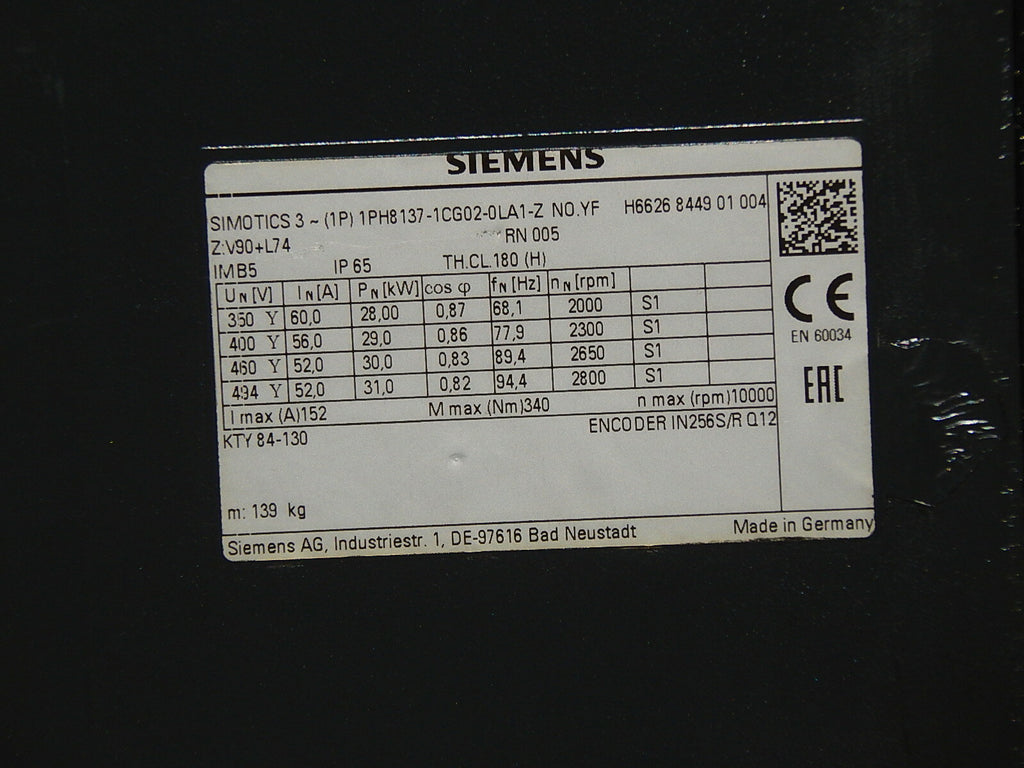 SIEMENS
SIMOTICS 3 ~ (1P) 1PH8137-1CG02-0LA1-Z NO.YF H6626 8449 01 004
Z:V90+L74 RN 005
IMB5 IP 65 TH.CL.180 (H)
UN [V] IN [A] PN [kW] cos φ fN [Hz] nN [rpm]
350 Y 60,0 28,00 0,87 68,1 2000 S1
400 Y 56,0 29,0 0,86 77,9 2300 S1
460 Y 52,0 30,0 0,83 89,4 2650 S1
494 Y 52,0 31,0 0,82 94,4 2800 S1
I max (A)152 M max (Nm)340 n max (rpm)10000
KTY 84-130 ENCODER IN256S/R Q12
m: 139 kg
Siemens AG, Industriestr. 1, DE-97616 Bad Neustadt Made in Germany
CE
EN 60034
EAC